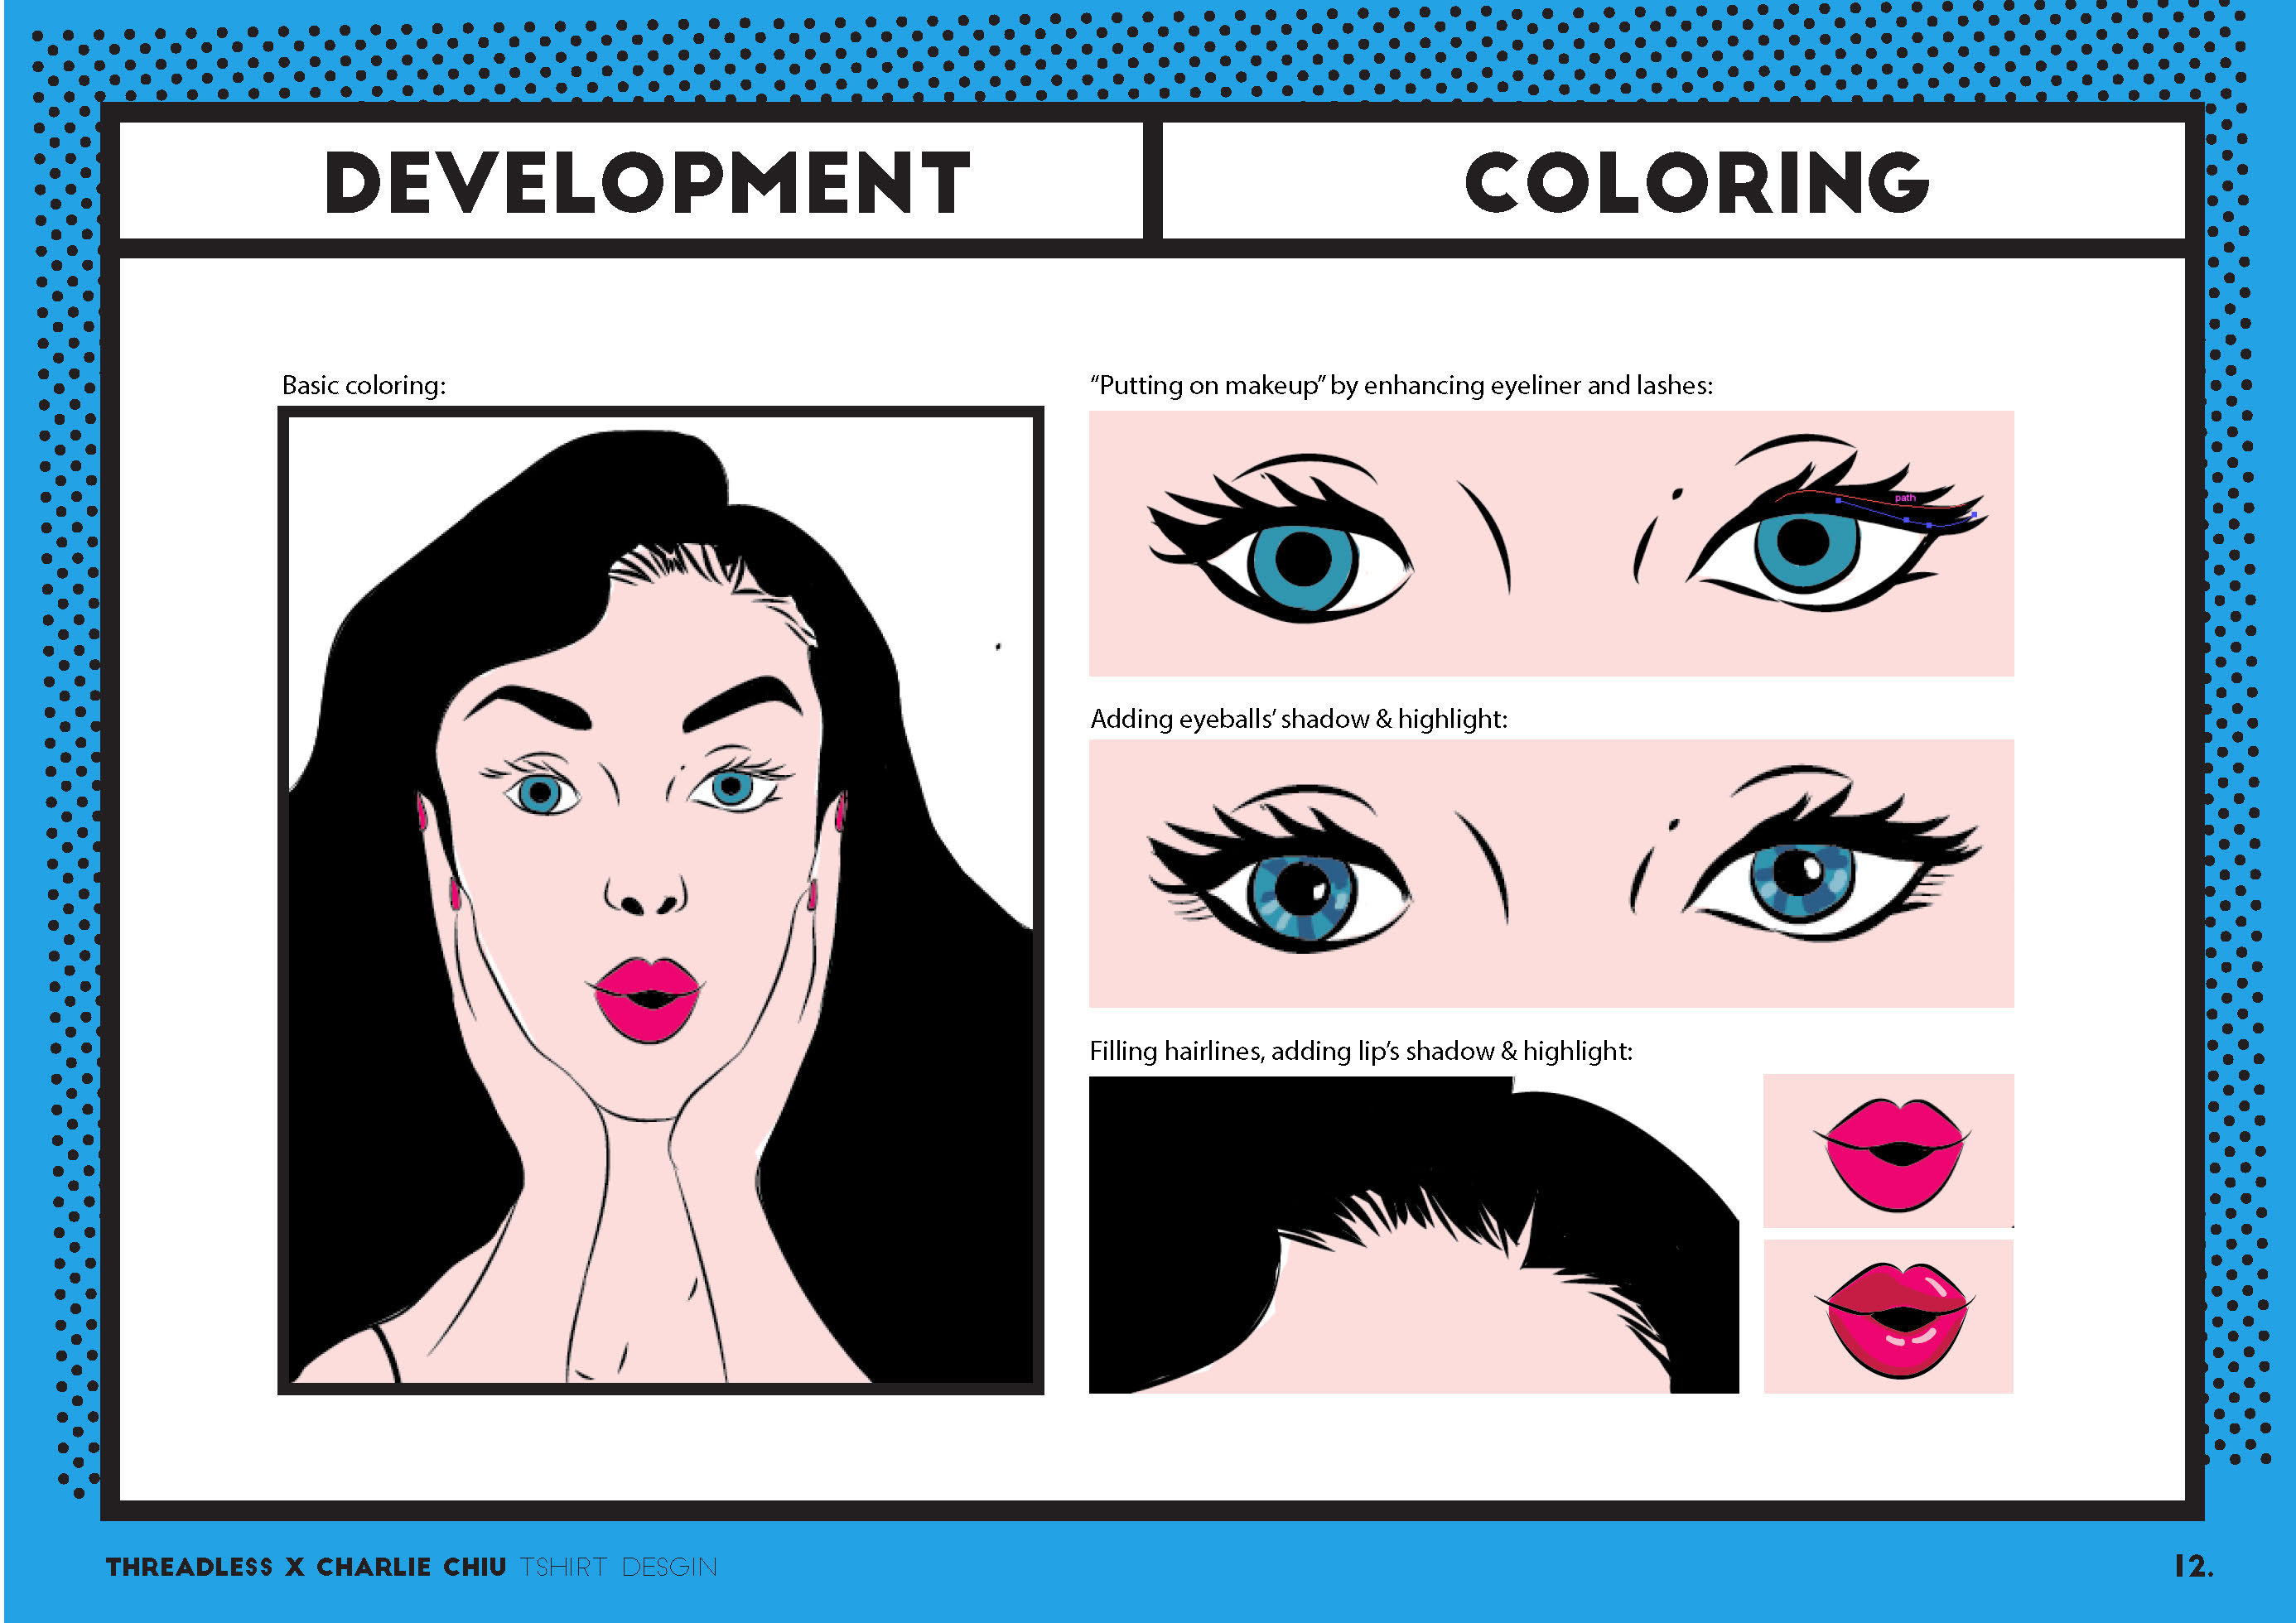 DEVELOPMENT
COLORING
Basic coloring:
“Putting on makeup” by enhancing eyeliner and lashes:
path
Adding eyeballs’ shadow & highlight:
Filling hairlines, adding lip’s shadow & highlight:
THREADLESS X CHARLIE CHIU TSHIRT DESGIN
12.